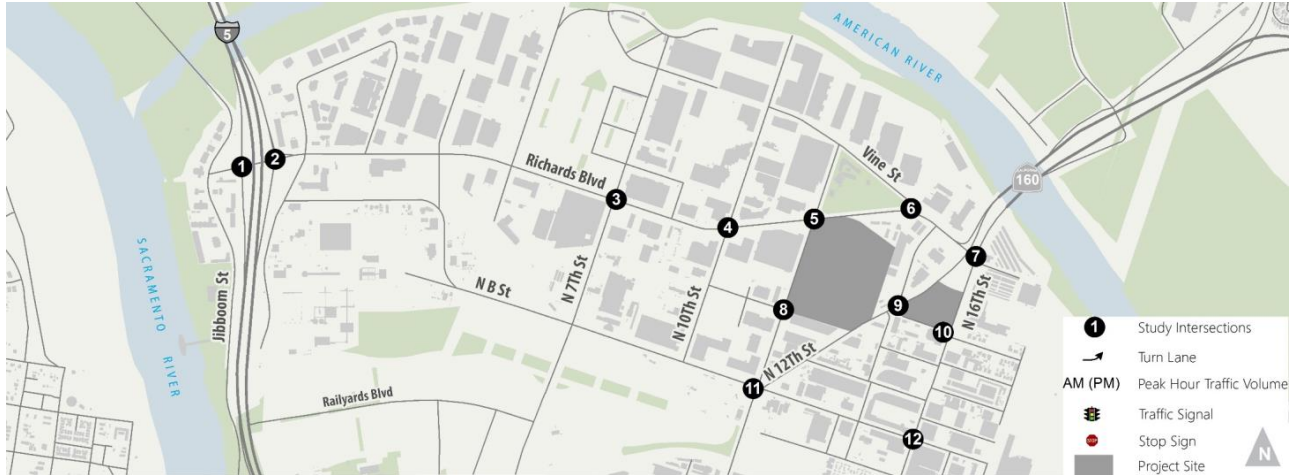 5
AMERICAN RIVER
160
1
2
3
4
5
6
7
8
9
10
11
12
Richards Blvd
Vine St
N 7Th St
N 10Th St
N 12Th St
N 16Th St
N B St
Jibboom St
Railyards Blvd
SACRAMENTO RIVER
1 Study Intersections
Turn Lane
AM (PM) Peak Hour Traffic Volume
Traffic Signal
STOP Stop Sign
Project Site
N